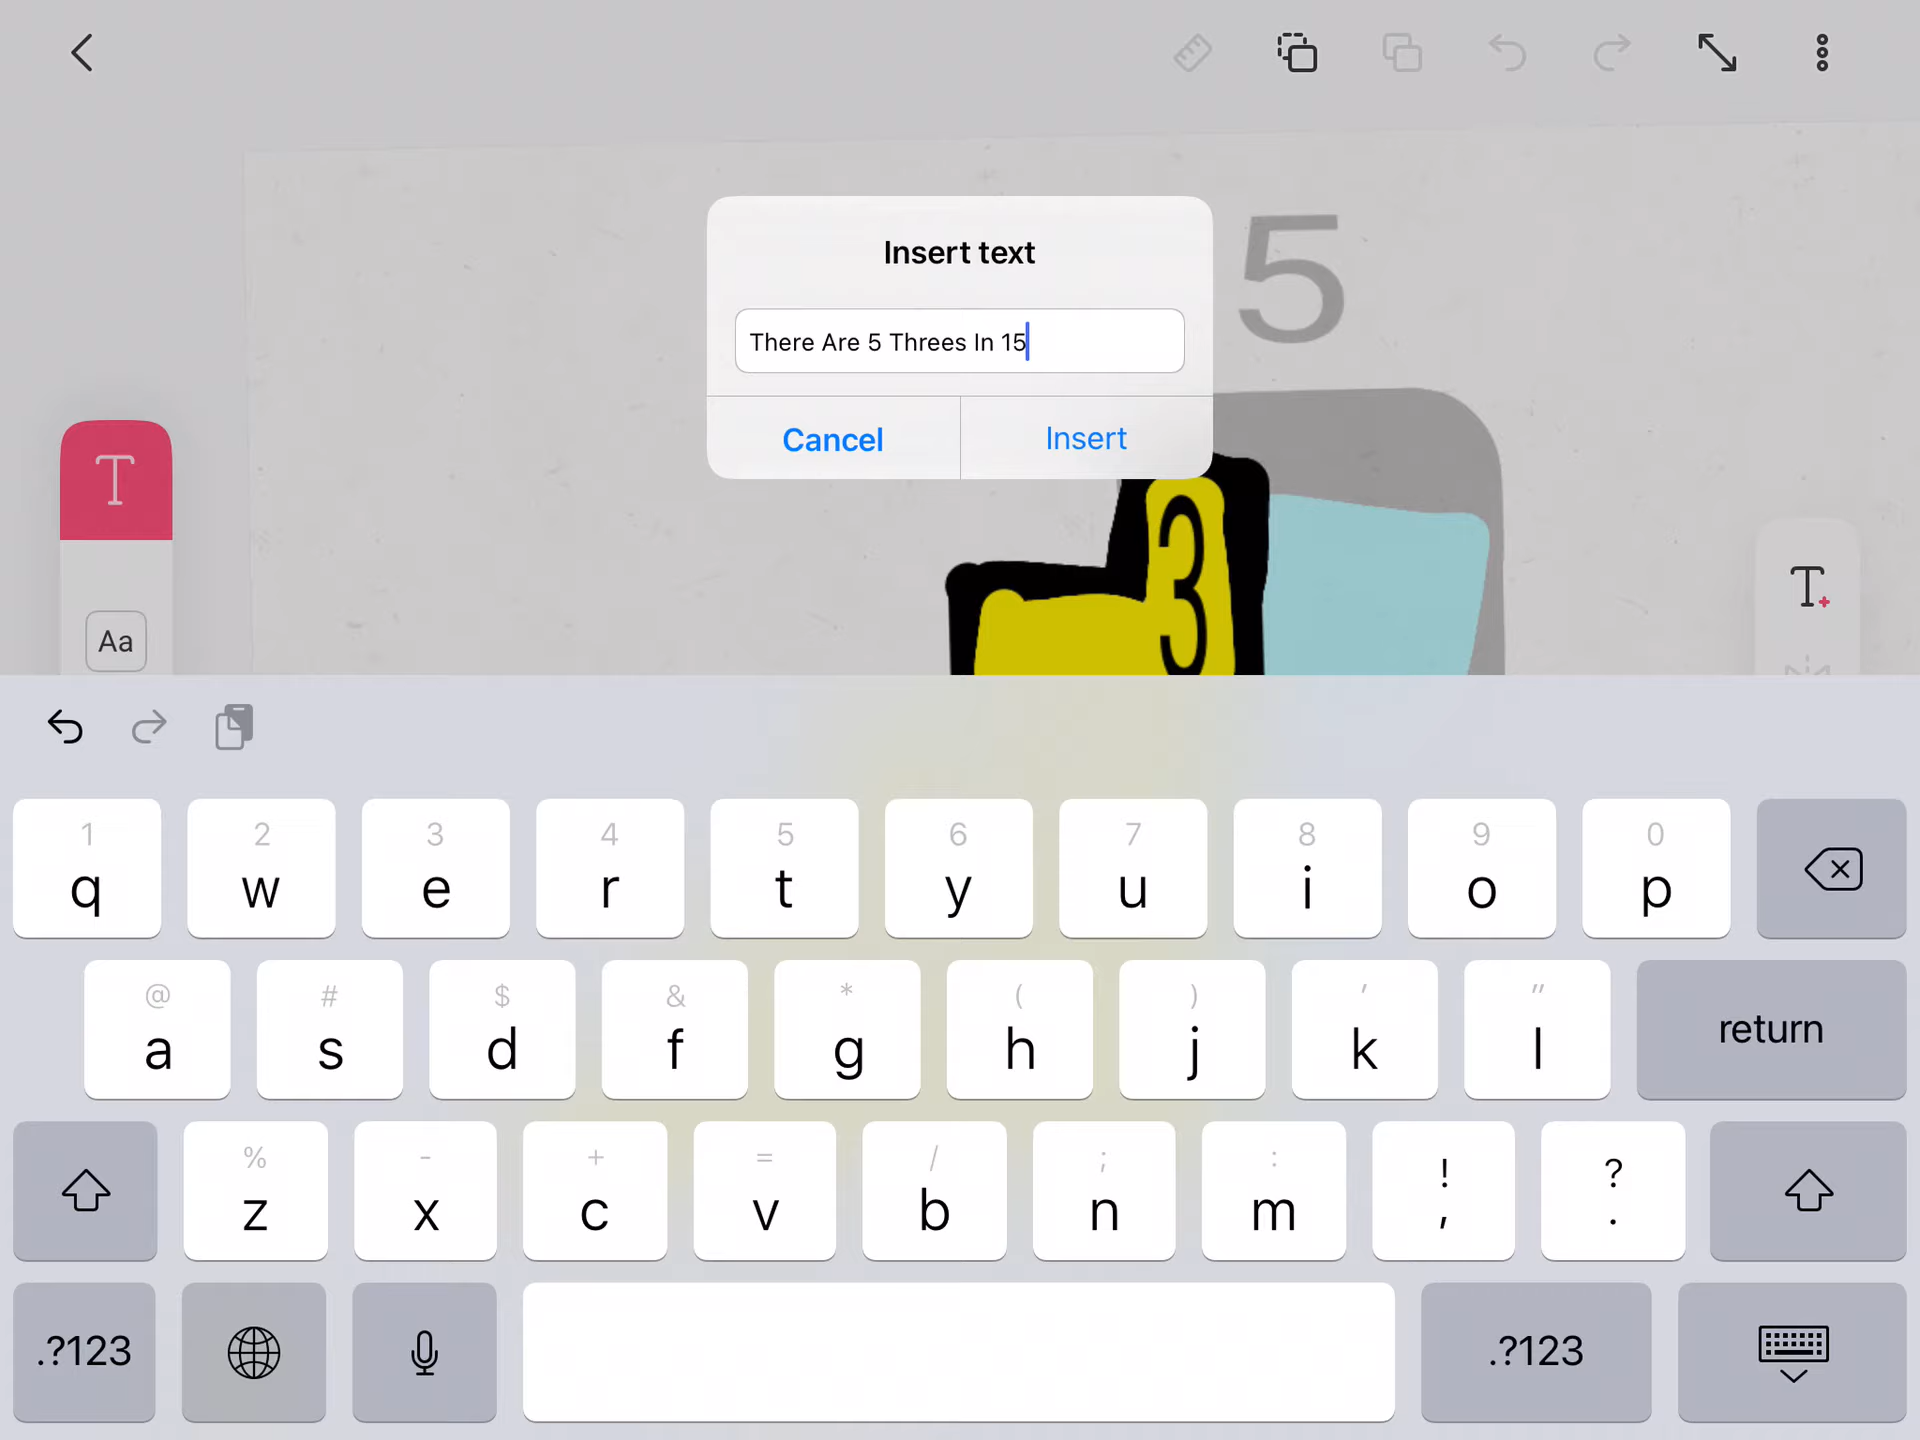 5
Insert text
There Are 5 Threes In 15
Cancel Insert
3
T
T+
Aa
1 2 3 4 5 6 7 8 9 0
q w e r t y u i o p
@ # $ & * ( ) ' "
a s d f g h j k l return
% - + = / ; : ! ?
z x c v b n m , .
.?123 .?123